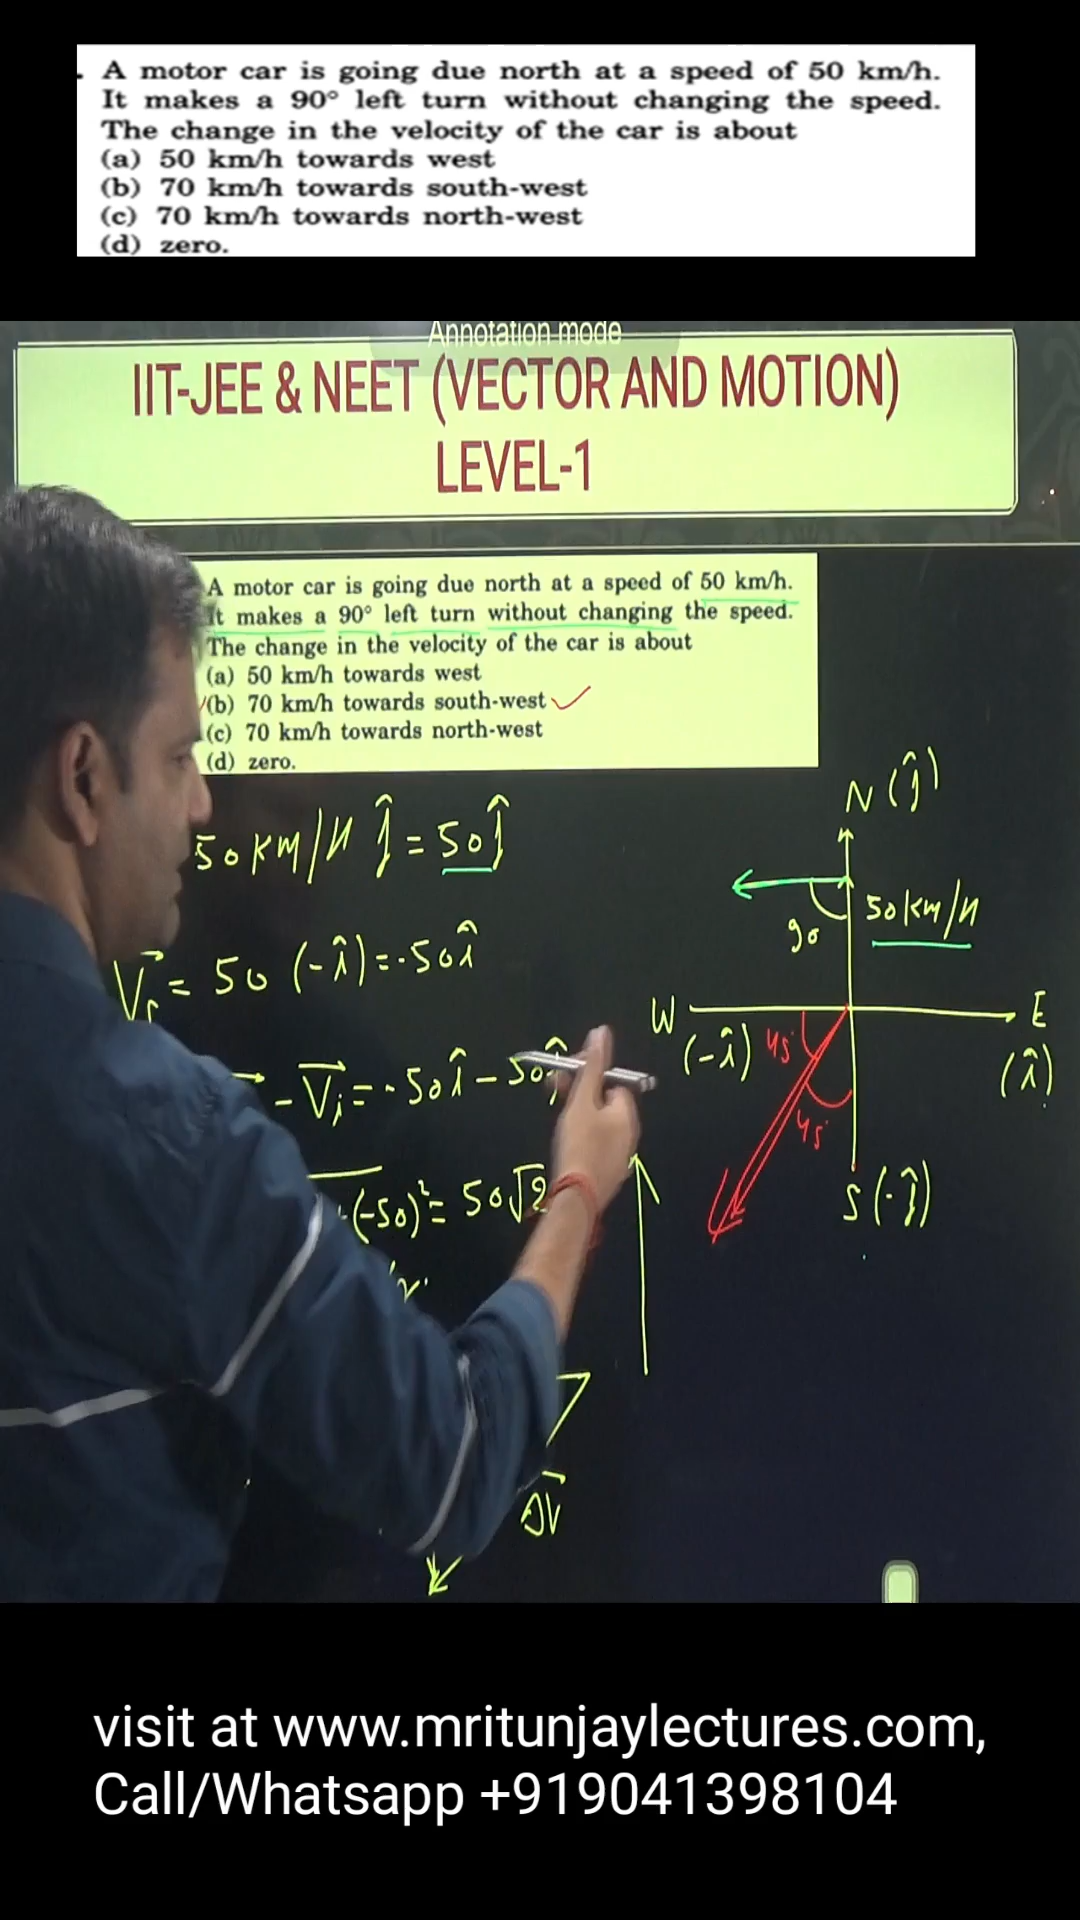 . A motor car is going due north at a speed of 50 km/h.
It makes a 90° left turn without changing the speed.
The change in the velocity of the car is about
(a) 50 km/h towards west
(b) 70 km/h towards south-west
(c) 70 km/h towards north-west
(d) zero.
Annotation mode
IIT-JEE & NEET (VECTOR AND MOTION)
LEVEL-1
A motor car is going due north at a speed of 50 km/h.
It makes a 90° left turn without changing the speed.
The change in the velocity of the car is about
(a) 50 km/h towards west
(b) 70 km/h towards south-west
(c) 70 km/h towards north-west
(d) zero.
N (ĵ)
50 KM/H ĵ = 50ĵ
50 km/H
90
V⃗f = 50 (-î) = -50î
W
E
(-î)
(î)
45
45
- V⃗i = -50î - 50ĵ
S (-ĵ)
(-50)² = 50√2
ΔV⃗
visit at www.mritunjaylectures.com,
Call/Whatsapp +919041398104